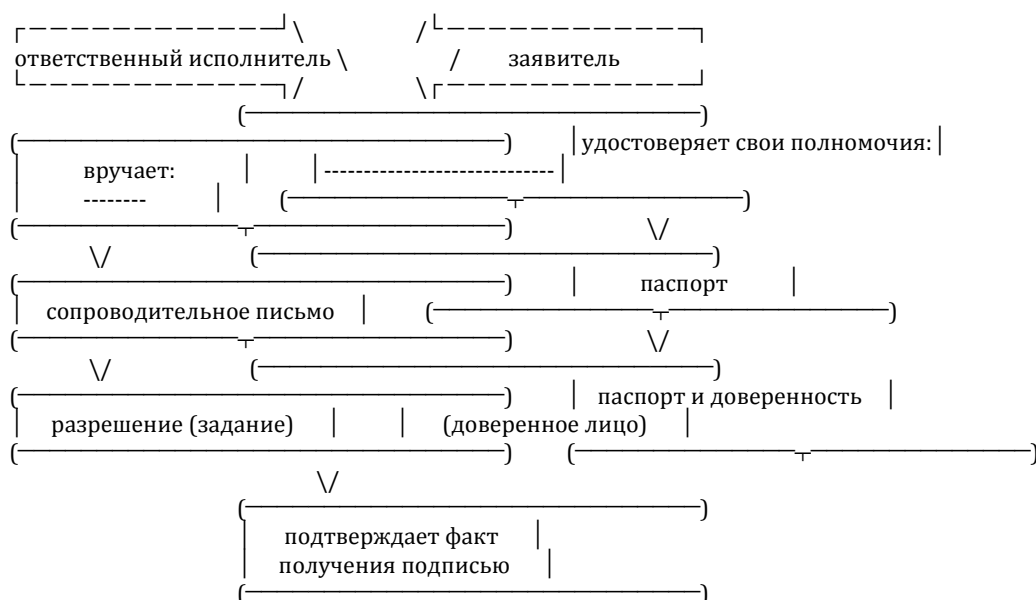 ответственный исполнитель заявитель
удостоверяет свои полномочия:
вручает:
паспорт
сопроводительное письмо
паспорт и доверенность
разрешение (задание) (доверенное лицо)
подтверждает факт
получения подписью